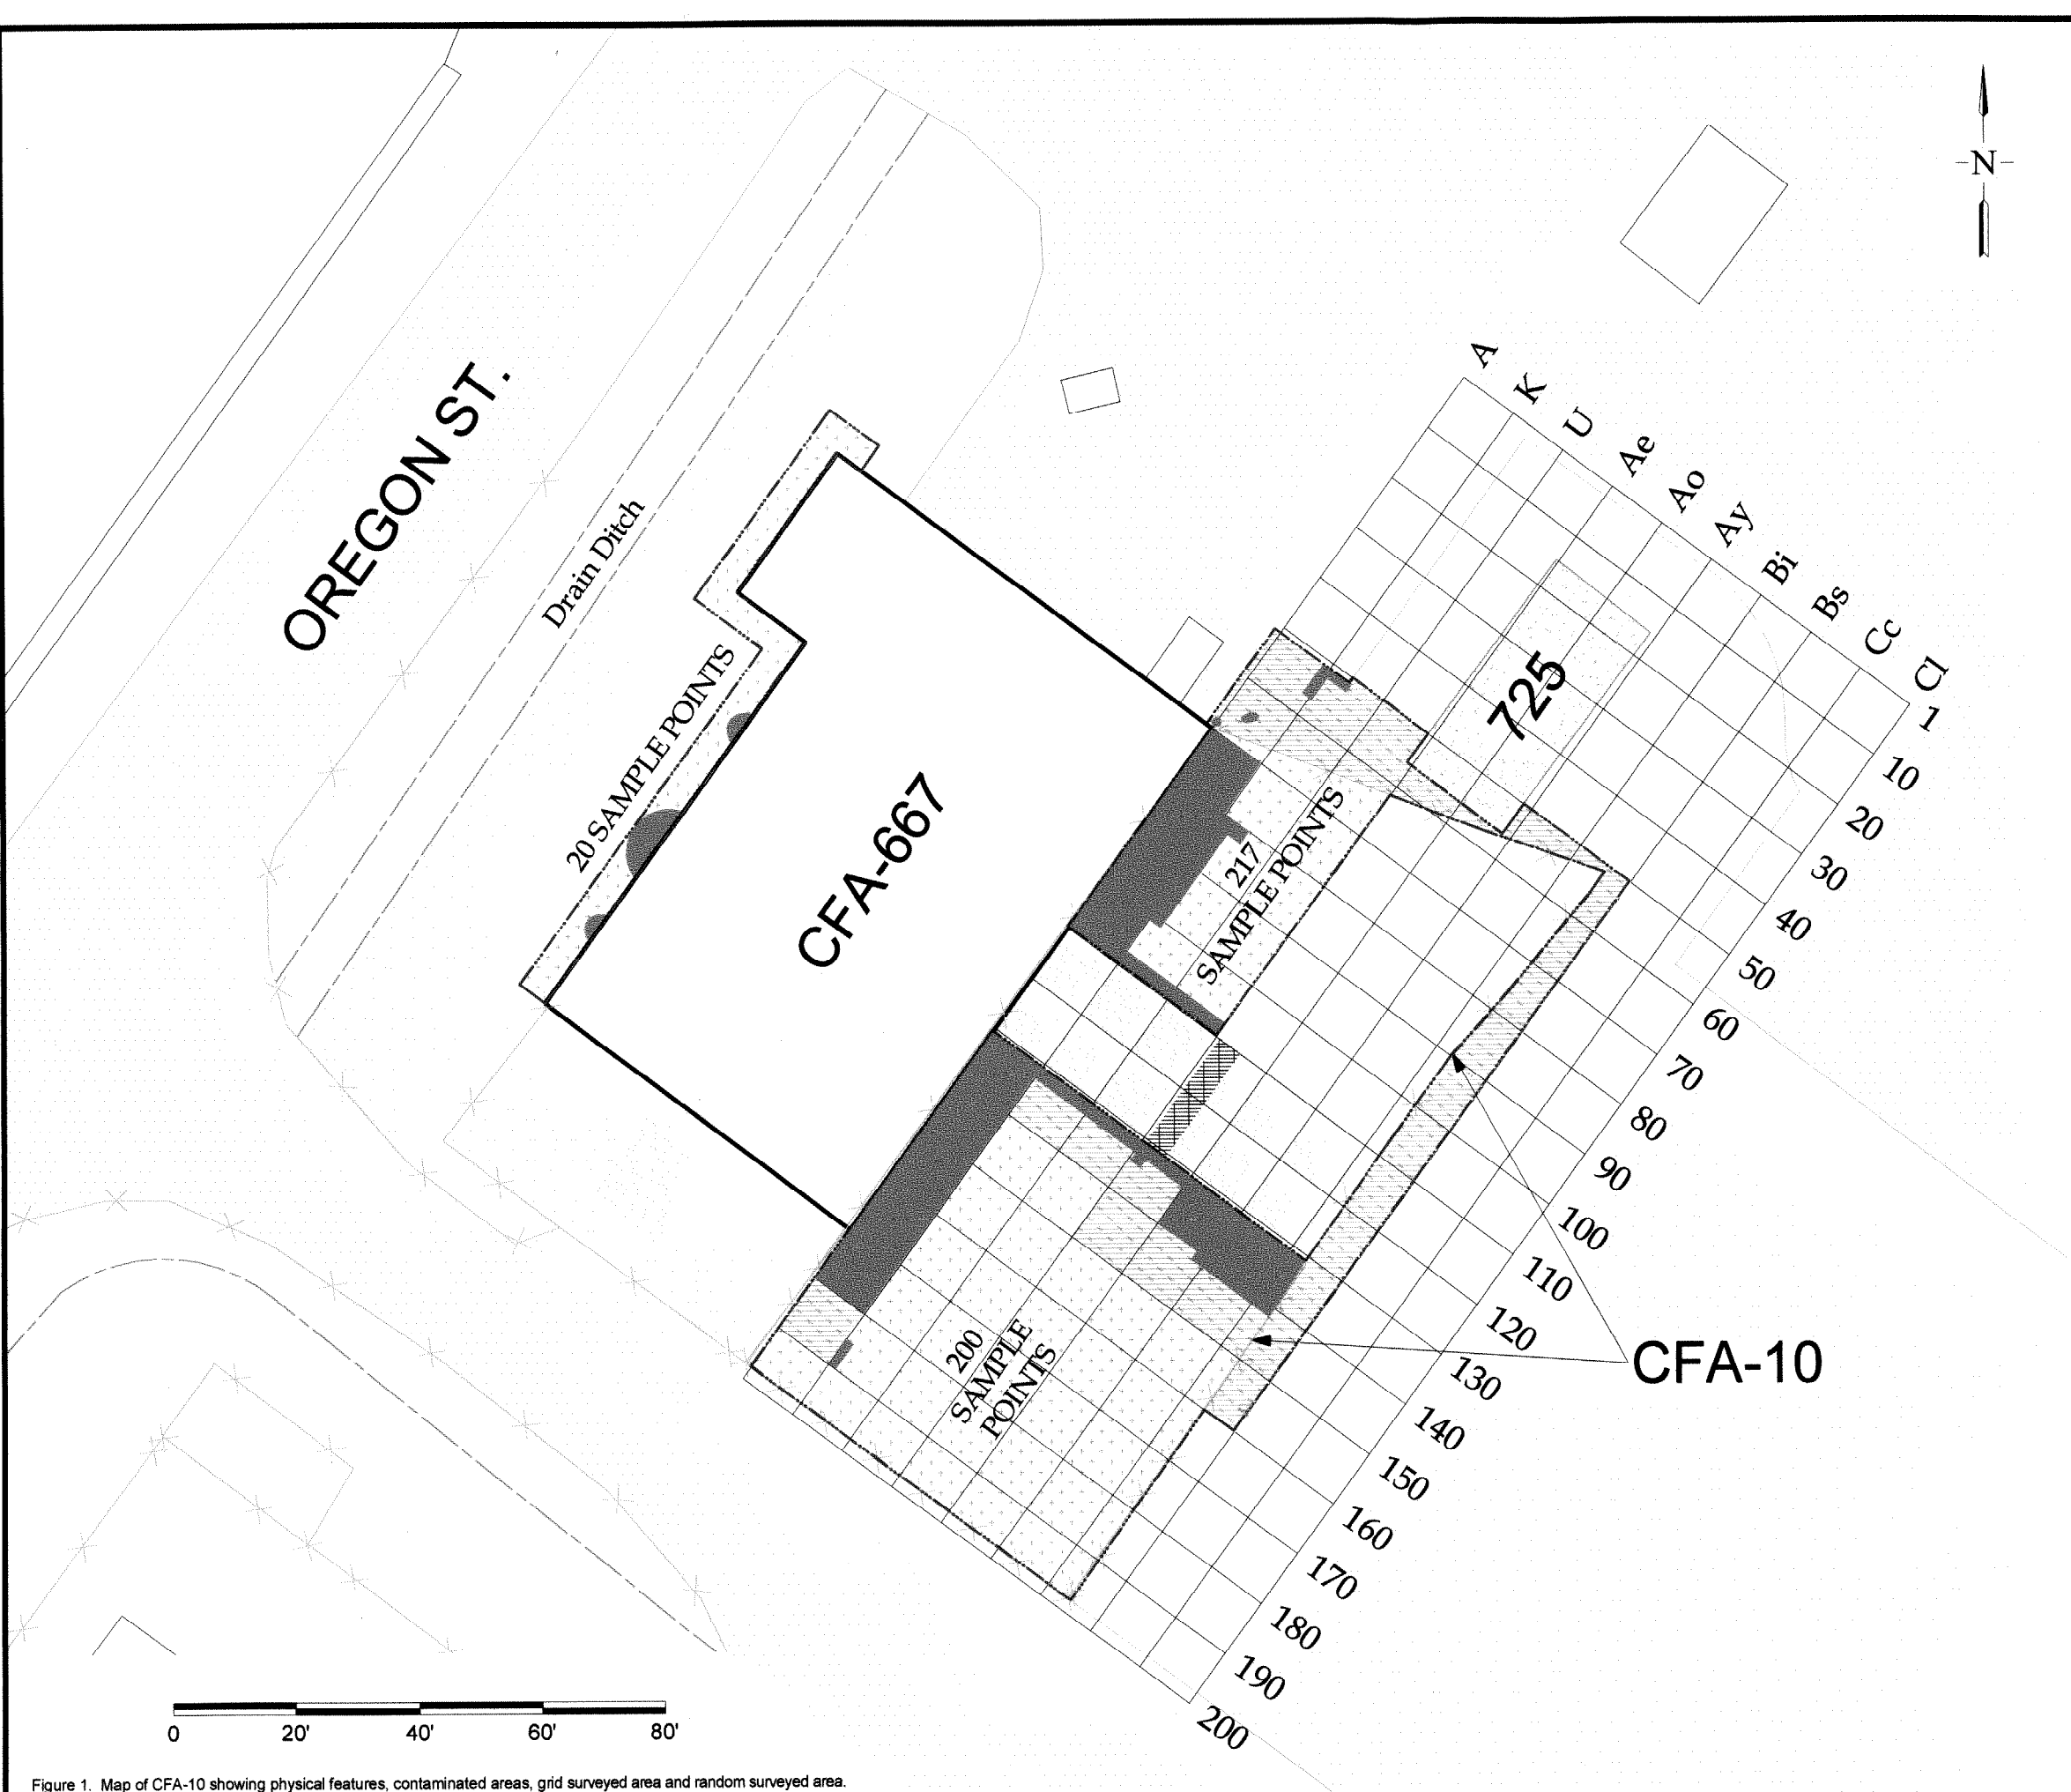 -N-
A
K
U
Ae
Ao
Ay
Bi
Bs
Cc
Cl
1
10
20
30
40
50
60
70
80
90
100
110
120
130
140
150
160
170
180
190
200
OREGON ST.
Drain Ditch
20 SAMPLE POINTS
CFA-667
725
217
SAMPLE POINTS
200
SAMPLE
POINTS
CFA-10
0 20' 40' 60' 80'
Figure 1. Map of CFA-10 showing physical features, contaminated areas, grid surveyed area and random surveyed area.